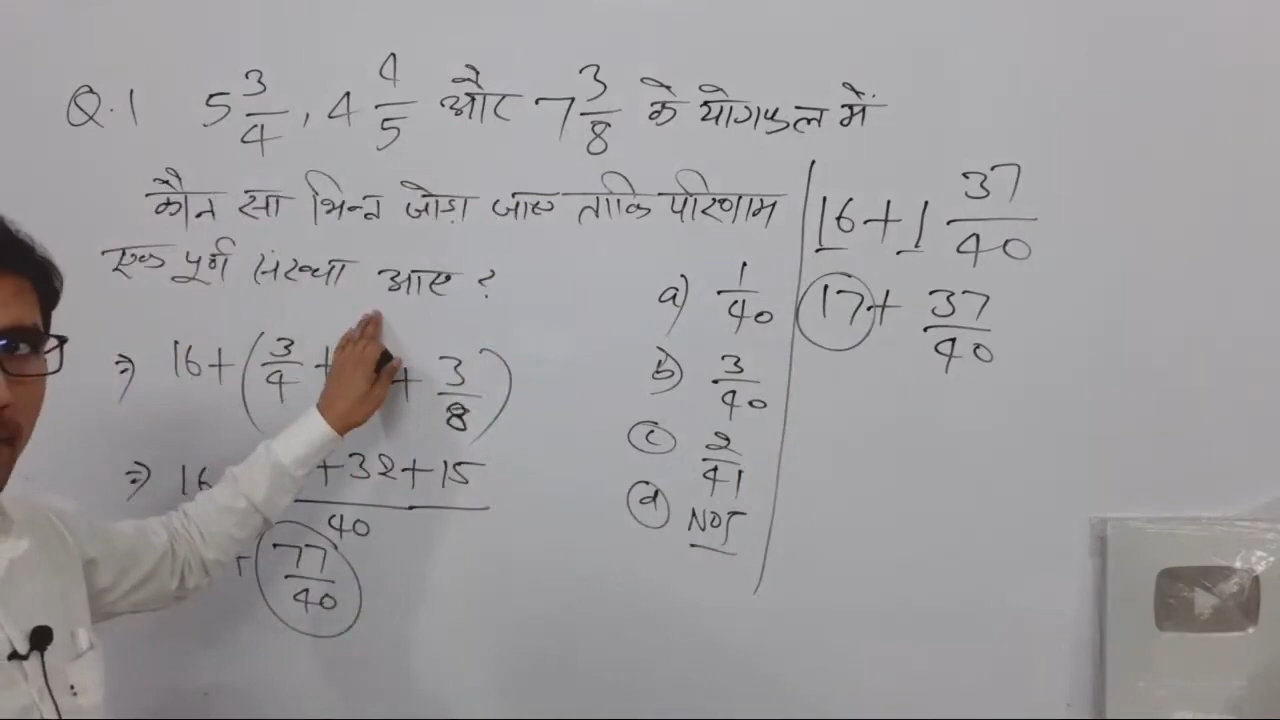 Q.1 5 3/4 , 4 4/5 और 7 3/8 के योगफल में
कौन सा भिन्न जोड़ा जाए ताकि परिणाम
एक पूर्ण संख्या आए ?
⇒ 16 + ( 3/4 + + 3/8 )
⇒ 16 + 32 + 15
40
77/40
a) 1/40
b) 3/40
(c) 2/41
(d) NOT
16 + 1 37/40
17 + 37/40